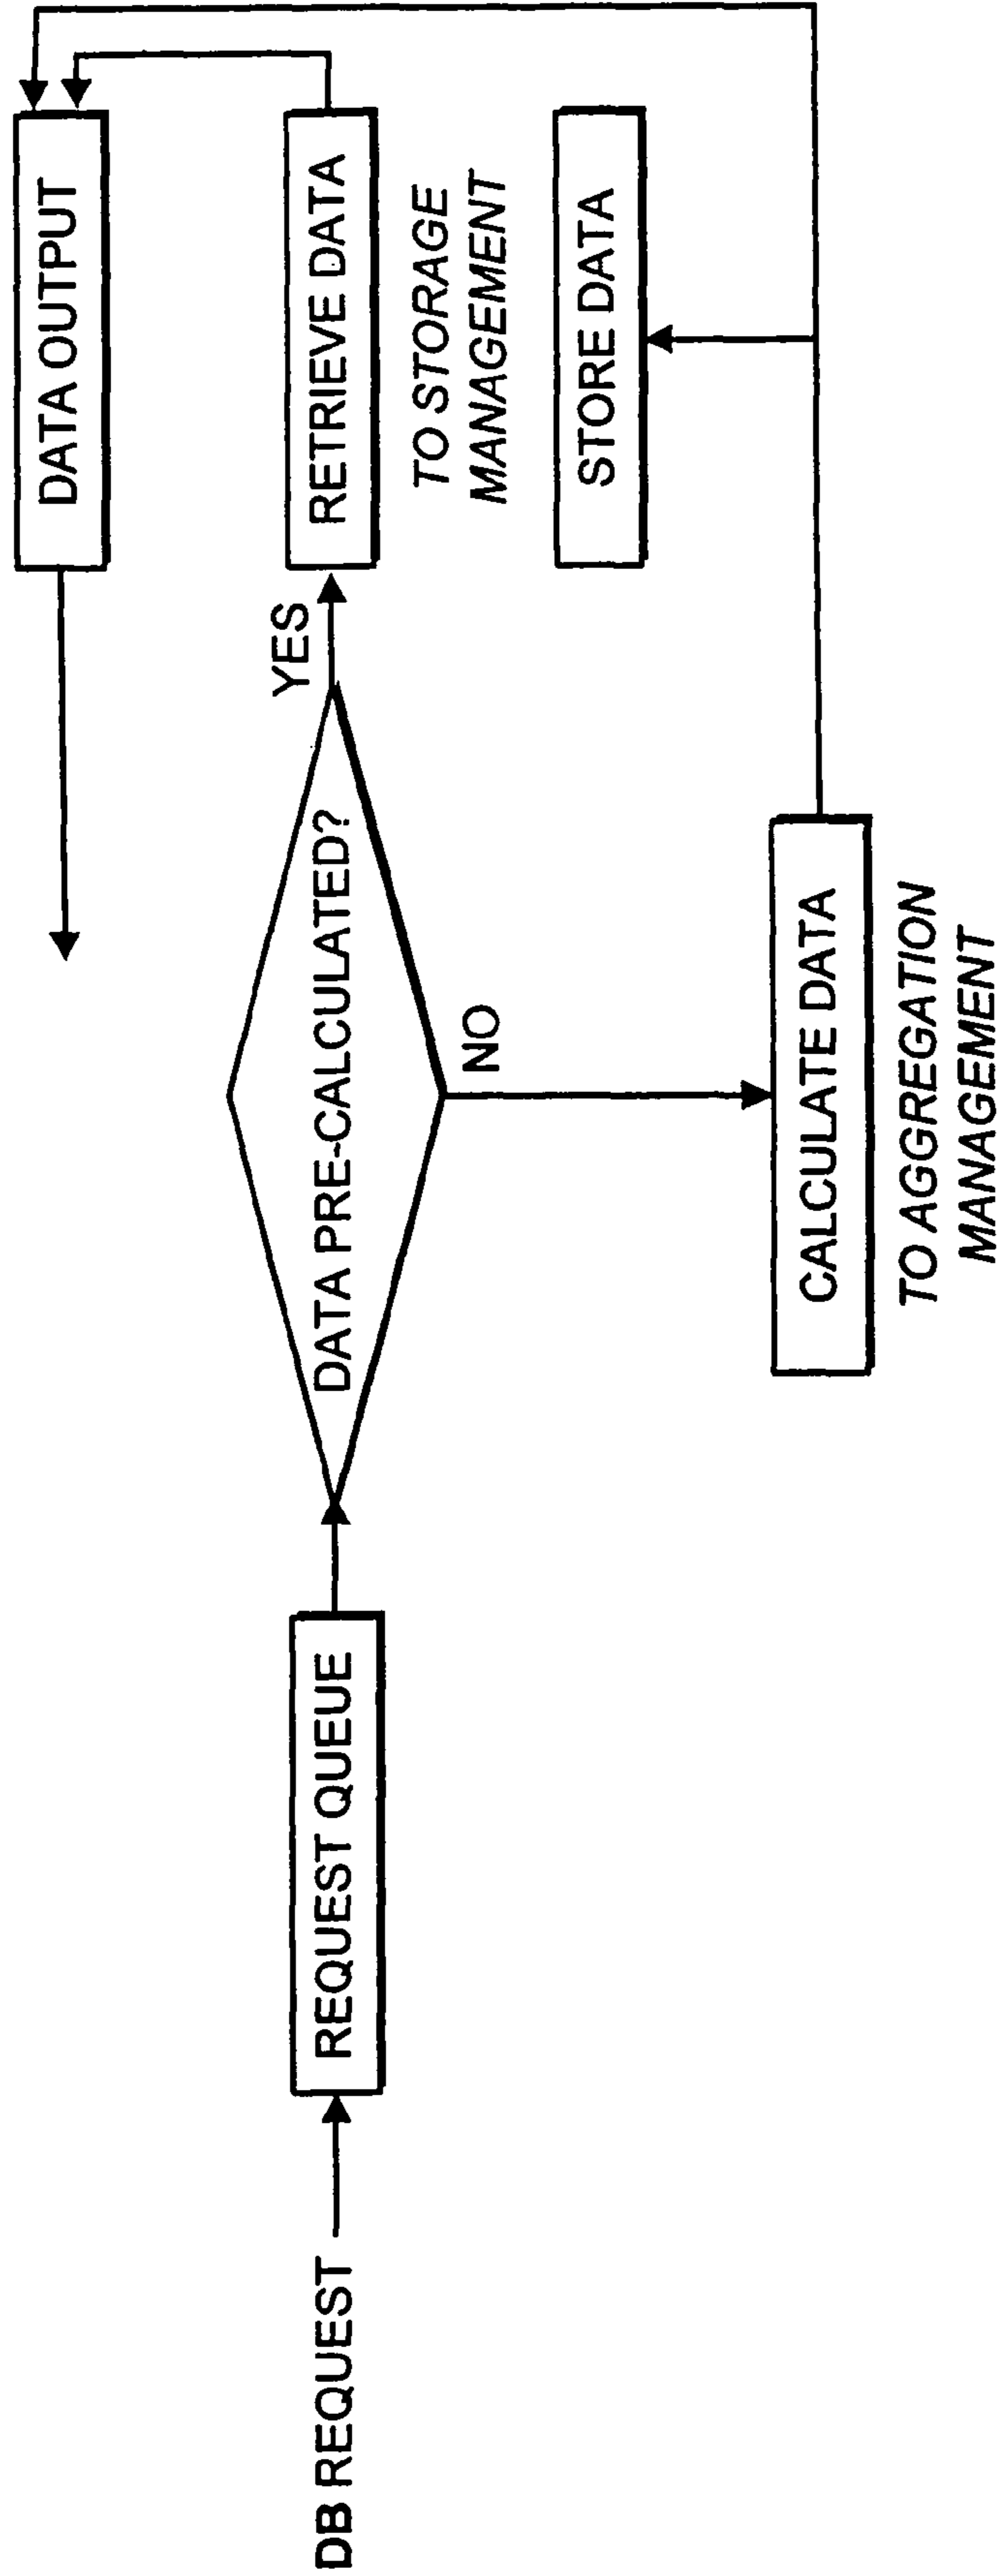 DB REQUEST
REQUEST QUEUE
DATA PRE-CALCULATED?
YES
NO
DATA OUTPUT
RETRIEVE DATA
TO STORAGE
MANAGEMENT
STORE DATA
CALCULATE DATA
TO AGGREGATION
MANAGEMENT